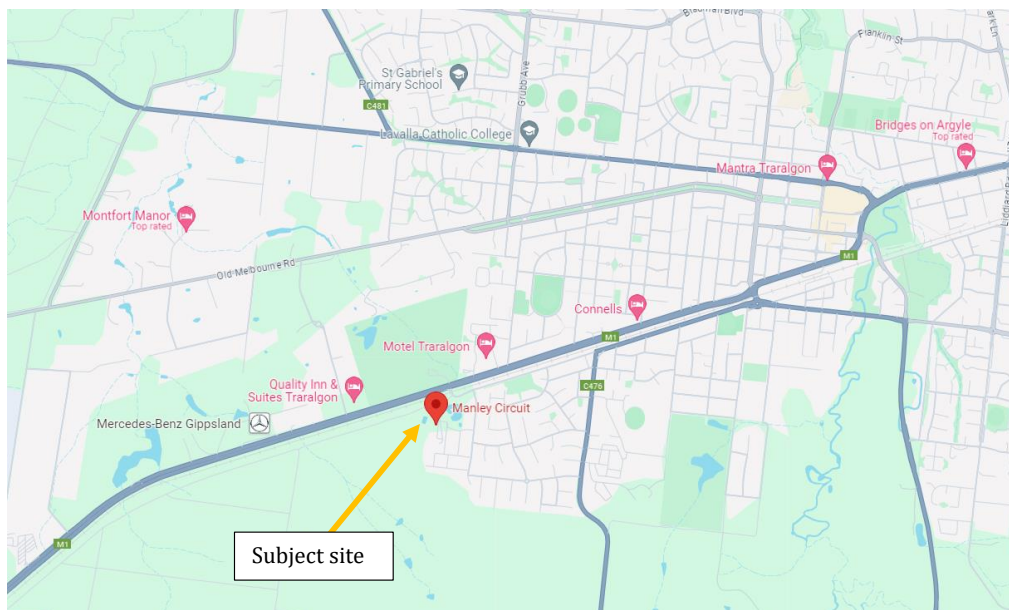 Bradman Blvd
Franklin St
St Gabriel's
Primary School
C481
Grubb Ave
Lavalla Catholic College
Bridges on Argyle
Top rated
Mantra Traralgon
Montfort Manor
Top rated
Old Melbourne Rd
M1
Connells
M1
Motel Traralgon
Quality Inn &
Suites Traralgon
C476
Manley Circuit
Mercedes-Benz Gippsland
Subject site
M1